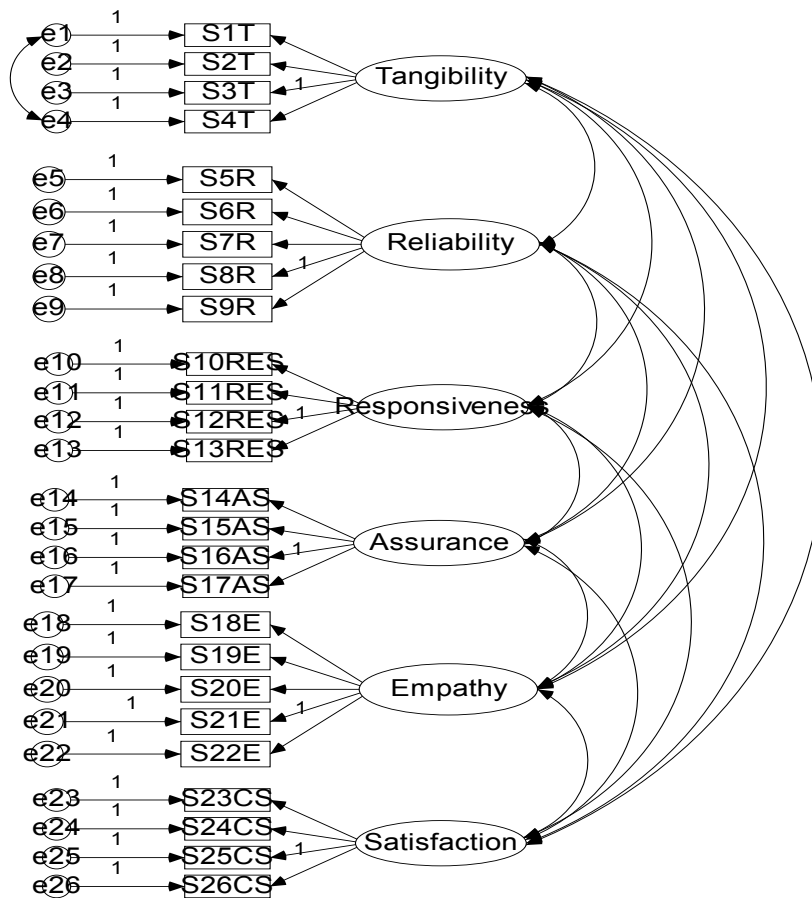 1
e1 S1T
1
e2 S2T Tangibility
1
e3 S3T 1
1
e4 S4T
1
e5 S5R
1
e6 S6R
1
e7 S7R Reliability
1
e8 S8R 1
1
e9 S9R
1
e10 S10RES
1
e11 S11RES
Responsiveness
1
e12 S12RES 1
1
e13 S13RES
1
e14 S14AS
1
e15 S15AS
Assurance
1
e16 S16AS 1
1
e17 S17AS
1
e18 S18E
1
e19 S19E
1
e20 S20E Empathy
1
e21 S21E 1
1
e22 S22E
1
e23 S23CS
1
e24 S24CS
Satisfaction
1
e25 S25CS 1
1
e26 S26CS